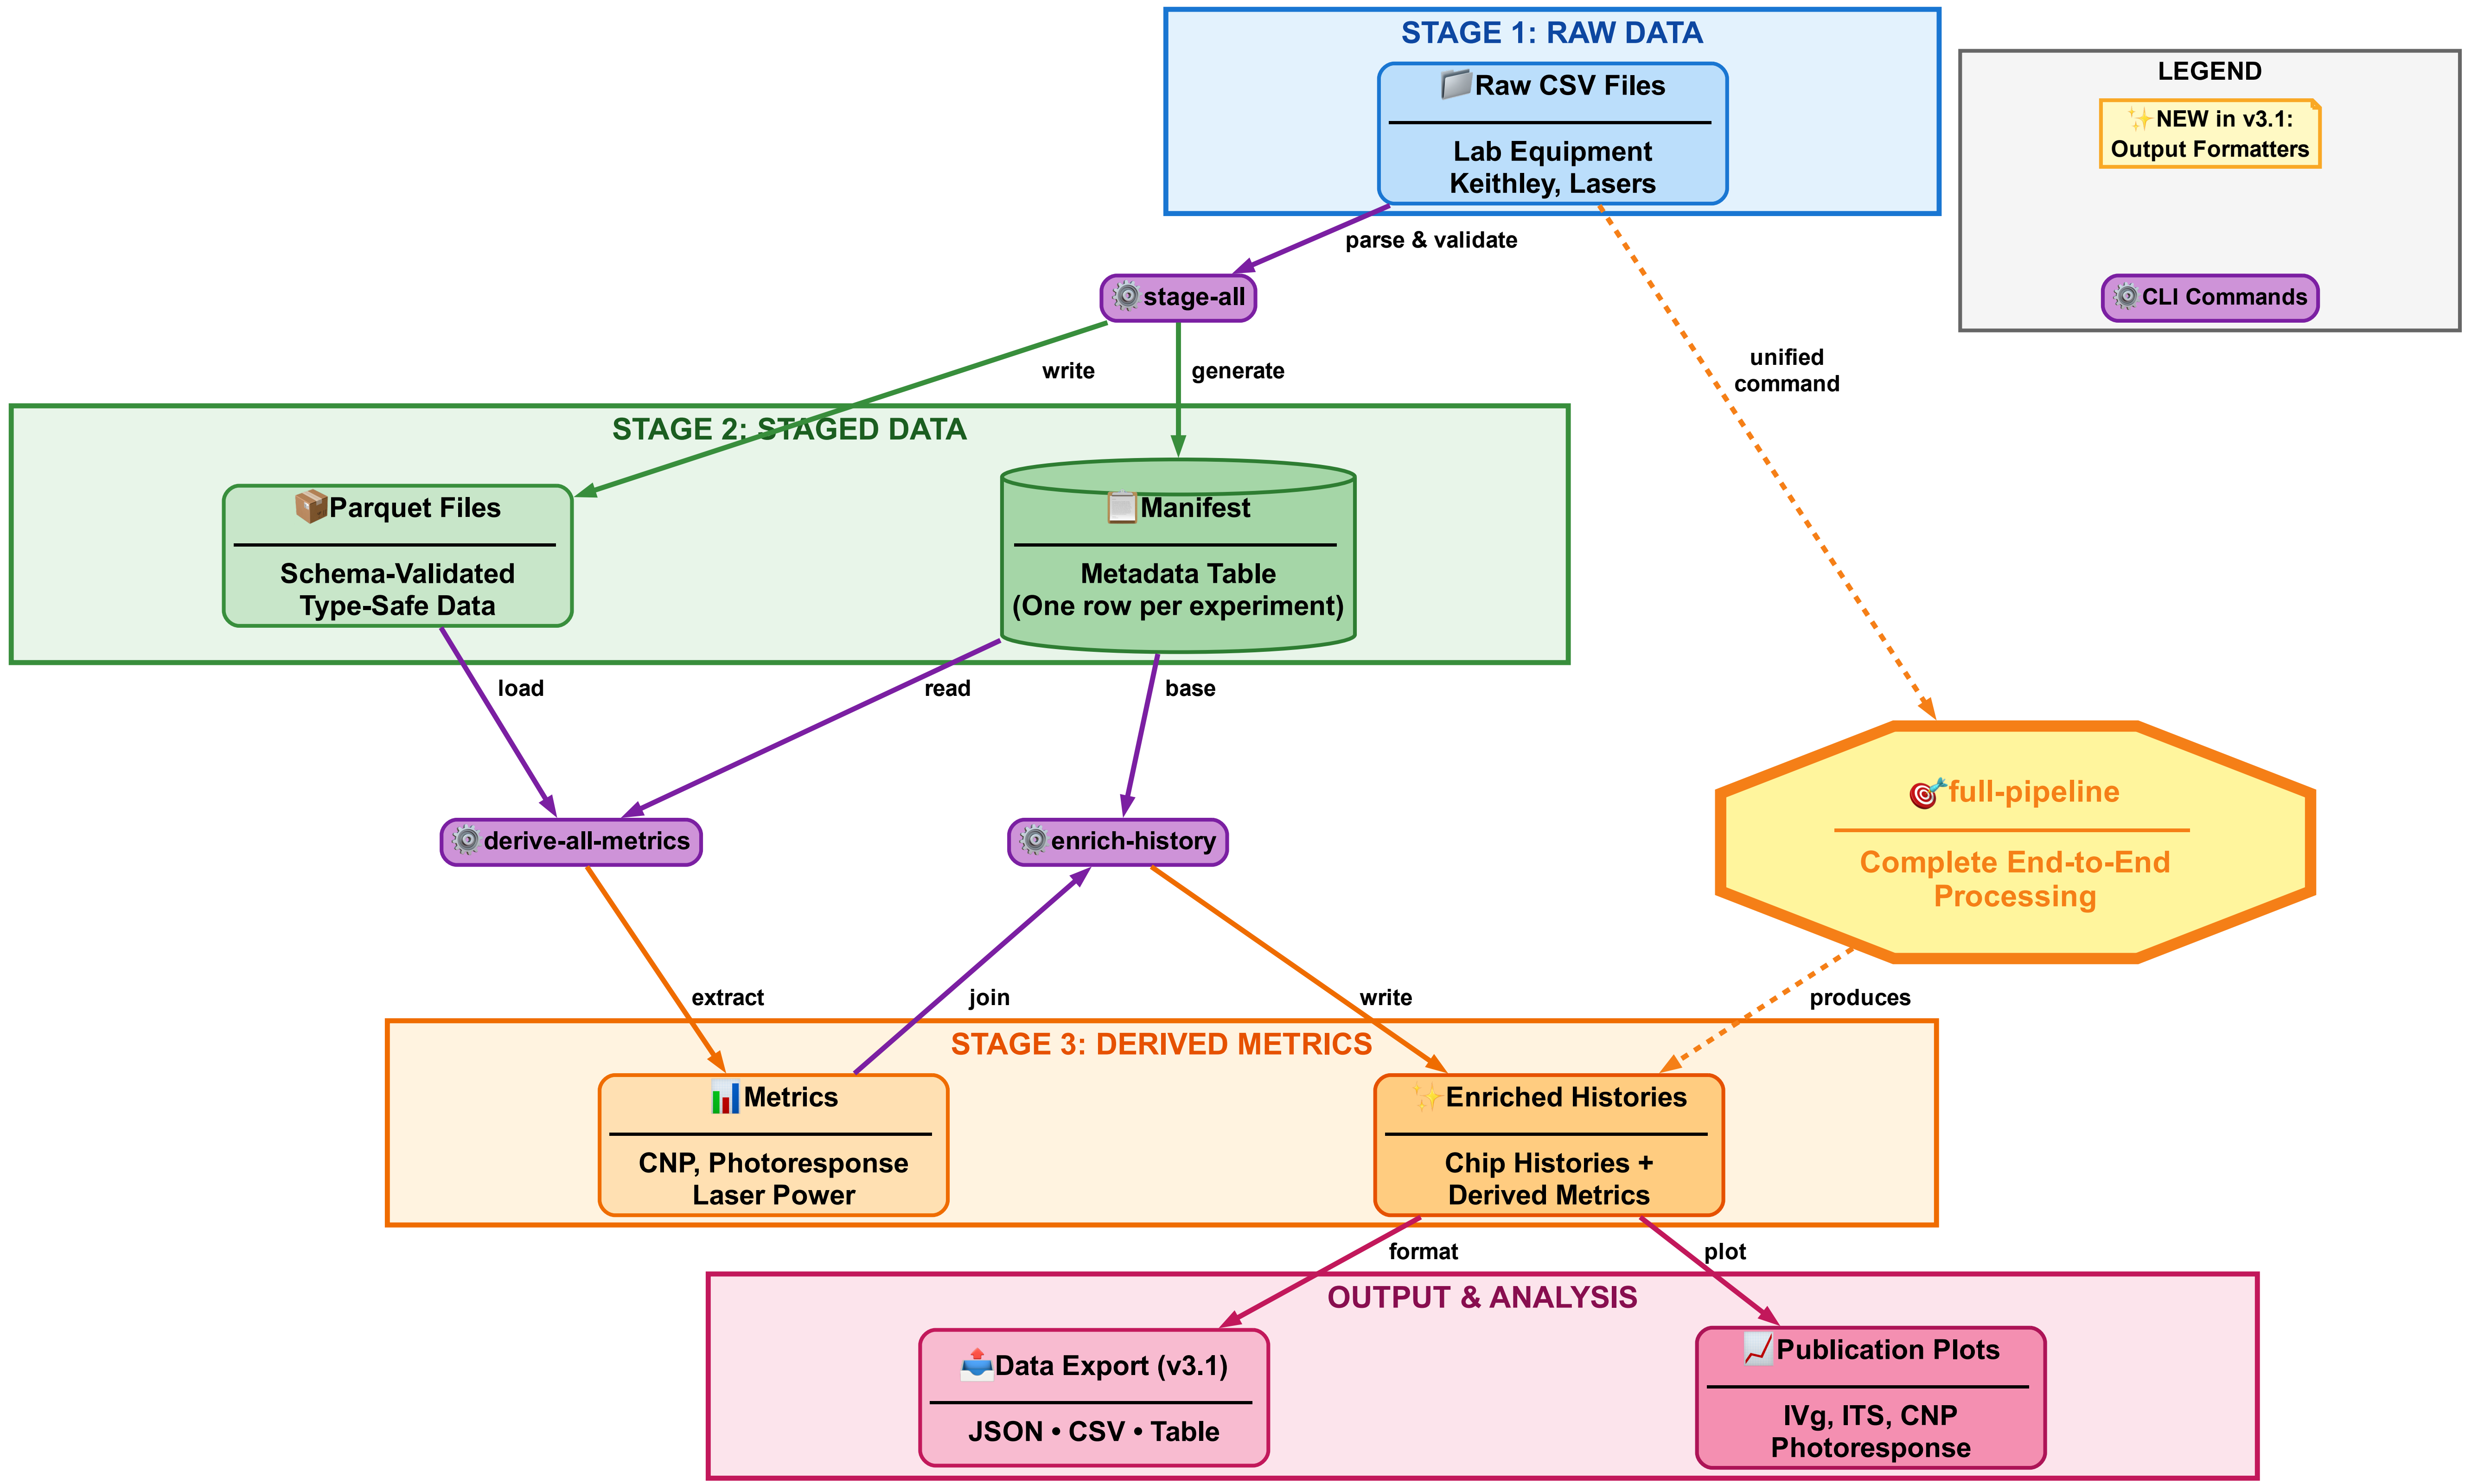 STAGE 1: RAW DATA
Raw CSV Files
Lab Equipment
Keithley, Lasers
LEGEND
NEW in v3.1:
Output Formatters
CLI Commands
parse & validate
stage-all
unified
command
write
generate
STAGE 2: STAGED DATA
Parquet Files
Schema-Validated
Type-Safe Data
Manifest
Metadata Table
(One row per experiment)
load
read
base
derive-all-metrics
enrich-history
full-pipeline
Complete End-to-End
Processing
extract
join
write
produces
STAGE 3: DERIVED METRICS
Metrics
CNP, Photoresponse
Laser Power
Enriched Histories
Chip Histories +
Derived Metrics
format
plot
OUTPUT & ANALYSIS
Data Export (v3.1)
JSON • CSV • Table
Publication Plots
IVg, ITS, CNP
Photoresponse